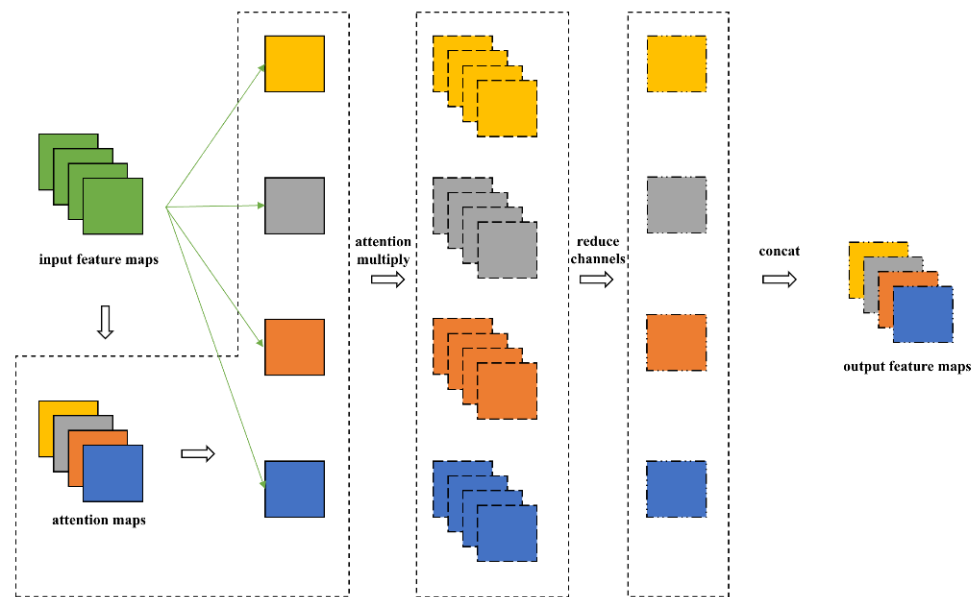 input feature maps
attention maps
attention
multiply
reduce
channels
concat
output feature maps